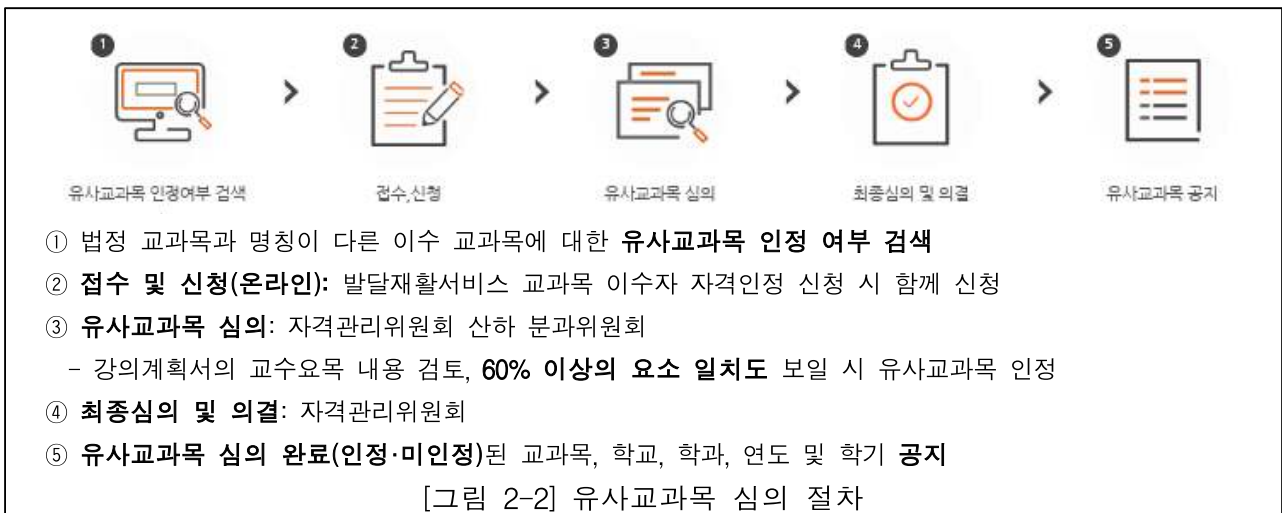 1 2 3 4 5
> > > >
유사교과목 인정여부 검색 접수,신청 유사교과목 심의 최종심의 및 의결 유사교과목 공지
① 법정 교과목과 명칭이 다른 이수 교과목에 대한 유사교과목 인정 여부 검색
② 접수 및 신청(온라인): 발달재활서비스 교과목 이수자 자격인정 신청 시 함께 신청
③ 유사교과목 심의: 자격관리위원회 산하 분과위원회
- 강의계획서의 교수요목 내용 검토, 60% 이상의 요소 일치도 보일 시 유사교과목 인정
④ 최종심의 및 의결: 자격관리위원회
⑤ 유사교과목 심의 완료(인정·미인정)된 교과목, 학교, 학과, 연도 및 학기 공지
[그림 2-2] 유사교과목 심의 절차